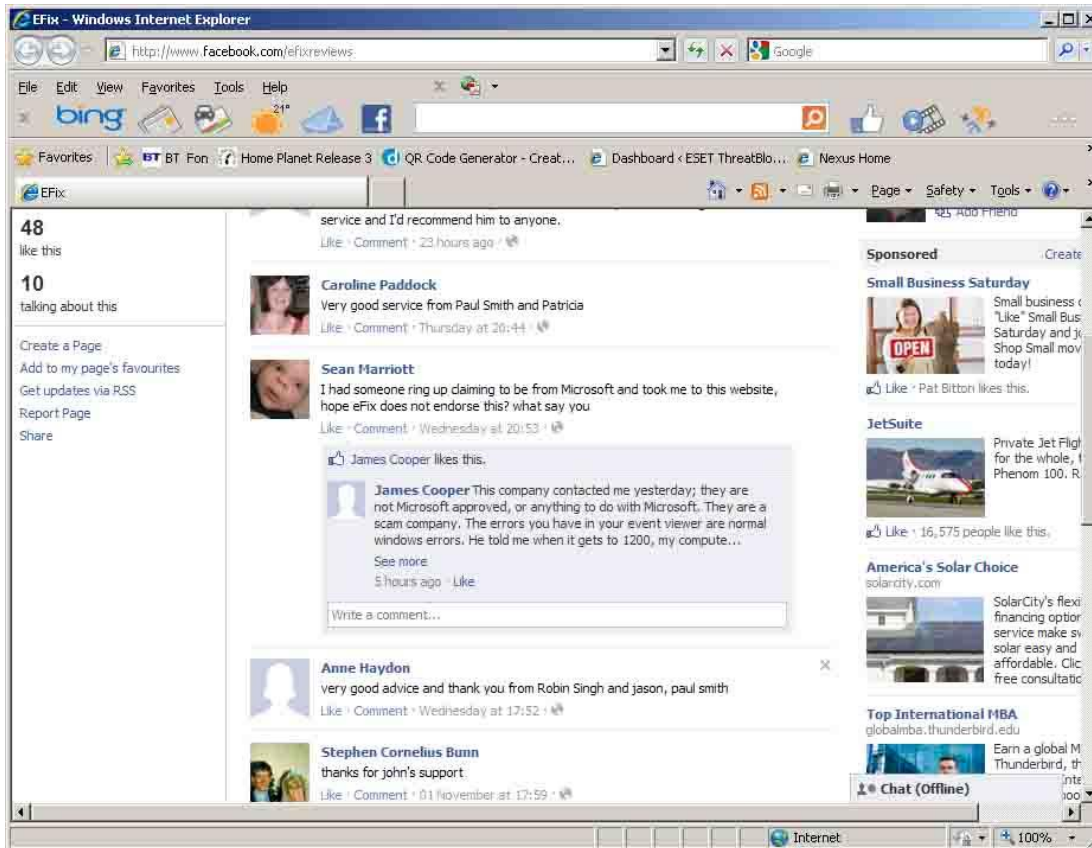 EFix - Windows Internet Explorer
http://www.facebook.com/efixreviews
Google
File Edit View Favorites Tools Help
bing
21°
Favorites BT BT Fon Home Planet Release 3 QR Code Generator - Creat... Dashboard ‹ ESET ThreatBlo... Nexus Home
EFix
Page Safety Tools
48
like this
10
talking about this
Create a Page
Add to my page's favourites
Get updates via RSS
Report Page
Share
service and I'd recommend him to anyone.
Like · Comment · 23 hours ago ·
Caroline Paddock
Very good service from Paul Smith and Patricia
Like · Comment · Thursday at 20:44 ·
Sean Marriott
I had someone ring up claiming to be from Microsoft and took me to this website,
hope eFix does not endorse this? what say you
Like · Comment · Wednesday at 20:53 ·
James Cooper likes this.
James Cooper This company contacted me yesterday; they are
not Microsoft approved, or anything to do with Microsoft. They are a
scam company. The errors you have in your event viewer are normal
windows errors. He told me when it gets to 1200, my compute...
See more
5 hours ago · Like
Write a comment...
Anne Haydon
very good advice and thank you from Robin Singh and jason, paul smith
Like · Comment · Wednesday at 17:52 ·
Stephen Cornelius Bunn
thanks for john's support
Like · Comment · 01 November at 17:59 ·
Add Friend
Sponsored Create
Small Business Saturday
OPEN
Small business
"Like" Small Bus
Saturday and
Shop Small mov
today!
Like · Pat Bitton likes this.
JetSuite
Private Jet Fligh
for the whole,
Phenom 100. R
Like · 16,575 people like this.
America's Solar Choice
solarcity.com
SolarCity's flexi
financing option
service make sw
solar easy and
affordable. Clic
free consultatio
Top International MBA
globalmba.thunderbird.edu
Earn a global M
Thunderbird, th
Chat (Offline)
Internet
100%